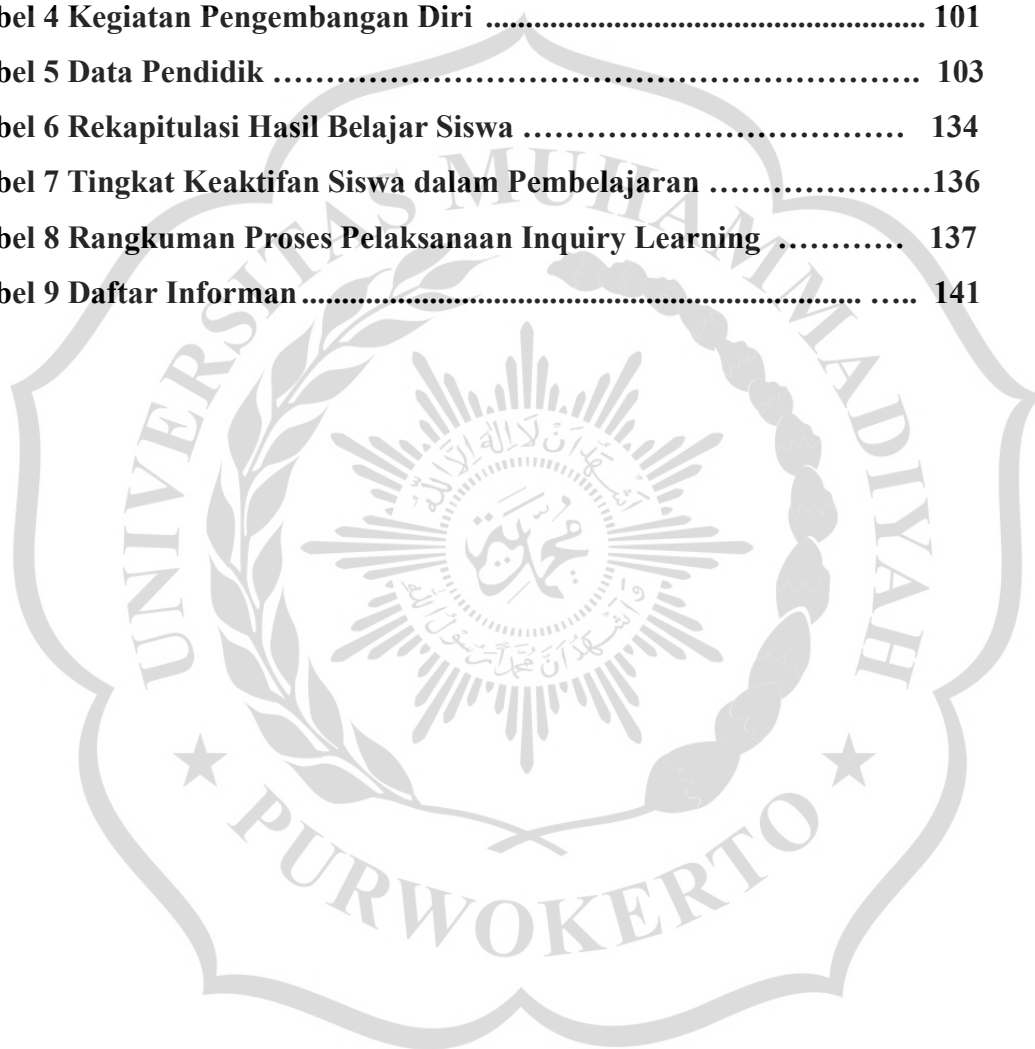 bel 4 Kegiatan Pengembangan Diri ................................................................. 101
bel 5 Data Pendidik …………………………………………………………. 103
bel 6 Rekapitulasi Hasil Belajar Siswa ……………………………… 134
bel 7 Tingkat Keaktifan Siswa dalam Pembelajaran …………………136
bel 8 Rangkuman Proses Pelaksanaan Inquiry Learning ………… 137
bel 9 Daftar Informan................................................................................... ….. 141
UNIVERSITAS MUHAMMADIYAH
أَشْهَدُ أَنْ لَا إِلٰهَ إِلَّا اللهُ
مُحَمَّدِيَّة
وَأَشْهَدُ أَنَّ مُحَمَّدًا رَسُوْلُ اللهِ
PURWOKERTO